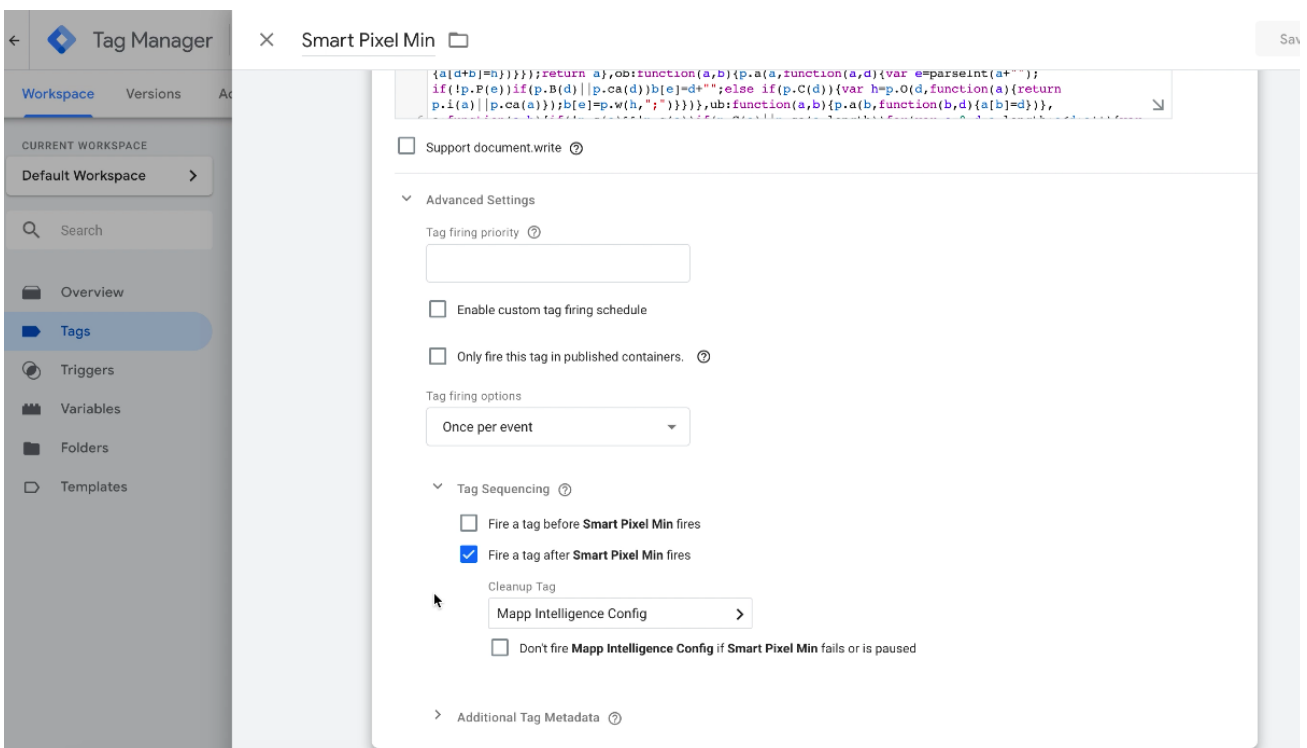 Tag Manager
Smart Pixel Min
Sav
Workspace Versions Ad
CURRENT WORKSPACE
Default Workspace
Search
Overview
Tags
Triggers
Variables
Folders
Templates
{a[d+b]=h})}});return a},ob:function(a,b){p.a(a,function(a,d){var e=parseInt(a+"");
if(!p.P(e))if(p.B(d)||p.ca(d))b[e]=d+"";else if(p.C(d)){var h=p.O(d,function(a){return
p.i(a)||p.ca(a)});b[e]=p.w(h,";")}})},ub:function(a,b){p.a(b,function(b,d){a[b]=d})},
Support document.write
Advanced Settings
Tag firing priority
Enable custom tag firing schedule
Only fire this tag in published containers.
Tag firing options
Once per event
Tag Sequencing
Fire a tag before Smart Pixel Min fires
Fire a tag after Smart Pixel Min fires
Cleanup Tag
Mapp Intelligence Config
Don't fire Mapp Intelligence Config if Smart Pixel Min fails or is paused
Additional Tag Metadata